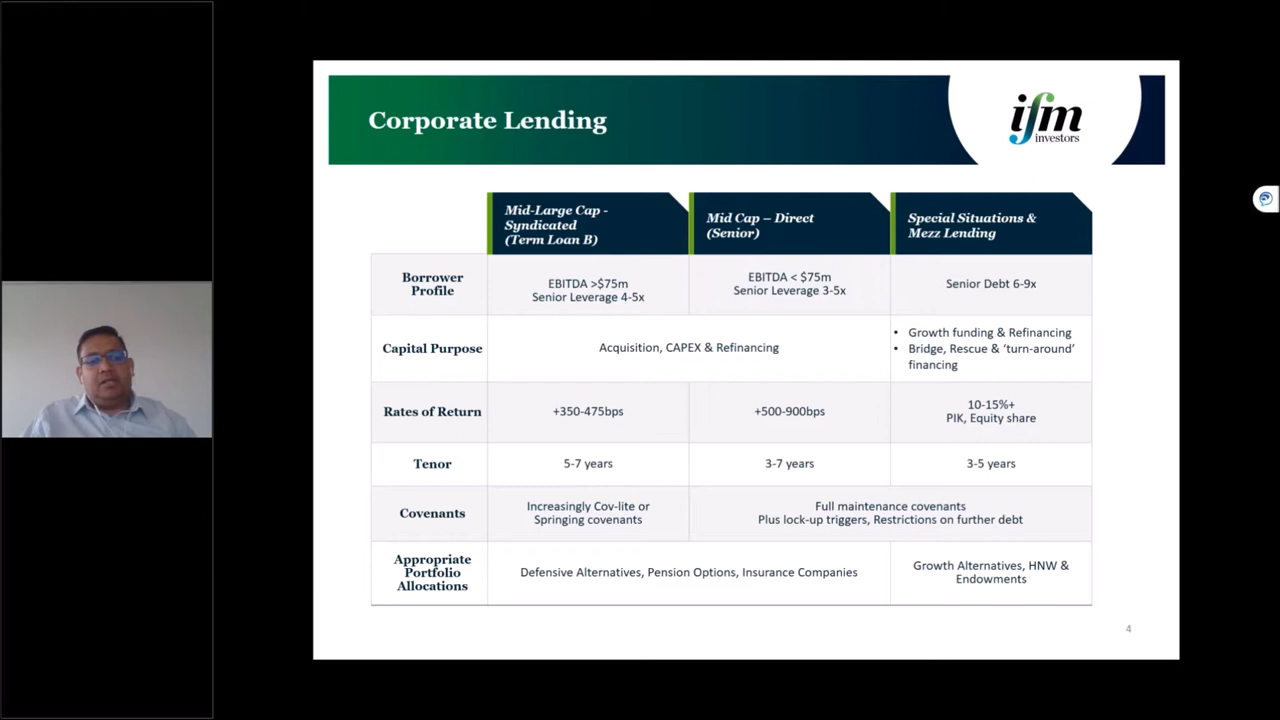 Corporate Lending
ifm
investors
Mid-Large Cap -
Syndicated
(Term Loan B)
Mid Cap – Direct
(Senior)
Special Situations &
Mezz Lending
Borrower
Profile
EBITDA >$75m
Senior Leverage 4-5x
EBITDA < $75m
Senior Leverage 3-5x
Senior Debt 6-9x
Capital Purpose
Acquisition, CAPEX & Refinancing
• Growth funding & Refinancing
• Bridge, Rescue & ‘turn-around’
financing
Rates of Return
+350-475bps
+500-900bps
10-15%+
PIK, Equity share
Tenor
5-7 years
3-7 years
3-5 years
Covenants
Increasingly Cov-lite or
Springing covenants
Full maintenance covenants
Plus lock-up triggers, Restrictions on further debt
Appropriate
Portfolio
Allocations
Defensive Alternatives, Pension Options, Insurance Companies
Growth Alternatives, HNW &
Endowments
4